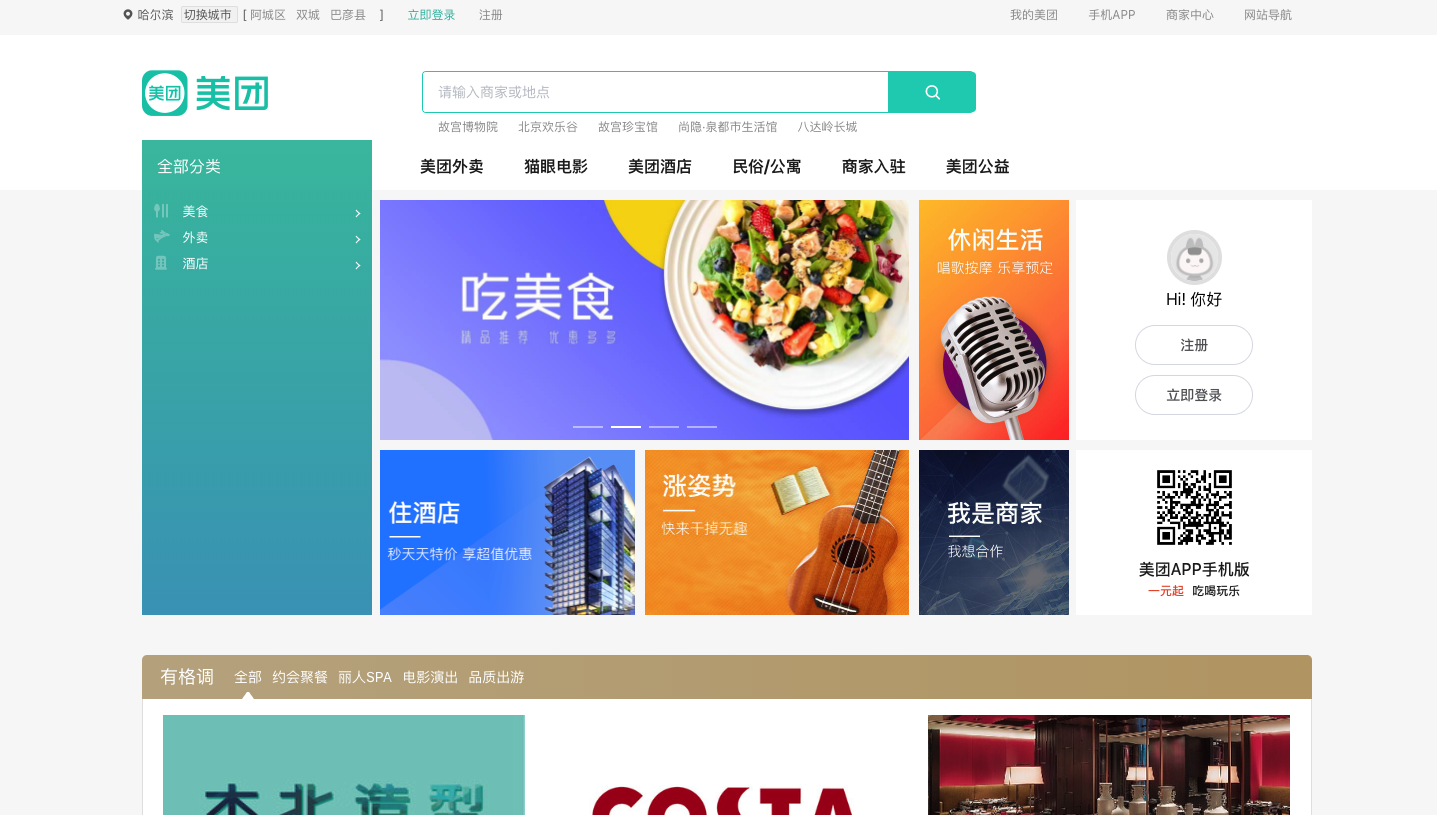 哈尔滨 切换城市 [ 阿城区 双城 巴彦县 ] 立即登录 注册 我的美团 手机APP 商家中心 网站导航
美团 美团
请输入商家或地点
故宫博物院 北京欢乐谷 故宫珍宝馆 尚隐·泉都市生活馆 八达岭长城
全部分类 美团外卖 猫眼电影 美团酒店 民俗/公寓 商家入驻 美团公益
美食
外卖
酒店
吃美食
精品推荐 优惠多多
休闲生活
唱歌按摩 乐享预定
Hi! 你好
注册
立即登录
住酒店
秒天天特价 享超值优惠
涨姿势
快来干掉无趣
我是商家
我想合作
美团APP手机版
一元起 吃喝玩乐
有格调 全部 约会聚餐 丽人SPA 电影演出 品质出游
木北造型
COSTA